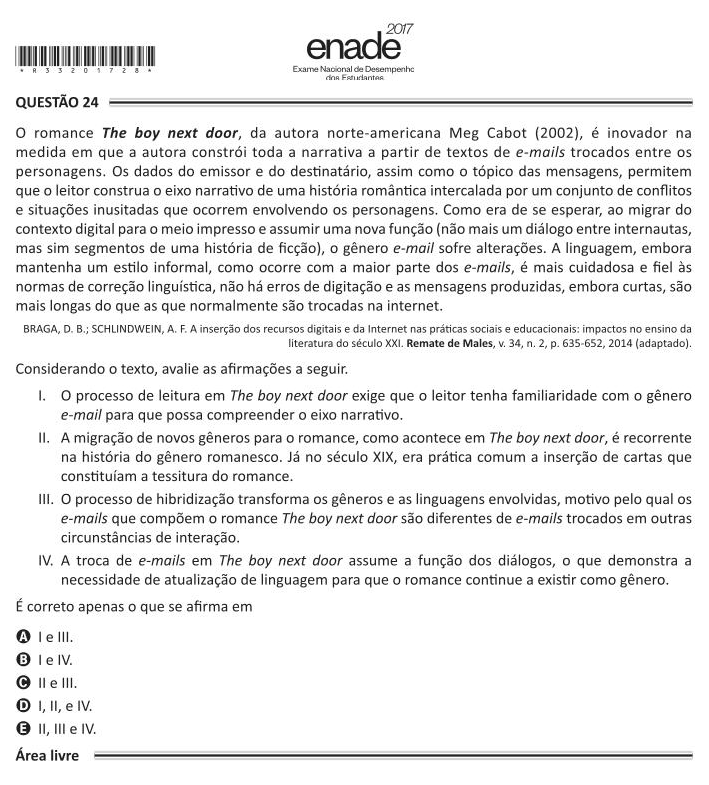 2017
enade
Exame Nacional de Desempenho
dos Estudantes
*R33201728*
QUESTÃO 24
O romance The boy next door, da autora norte-americana Meg Cabot (2002), é inovador na
medida em que a autora constrói toda a narrativa a partir de textos de e-mails trocados entre os
personagens. Os dados do emissor e do destinatário, assim como o tópico das mensagens, permitem
que o leitor construa o eixo narrativo de uma história romântica intercalada por um conjunto de conflitos
e situações inusitadas que ocorrem envolvendo os personagens. Como era de se esperar, ao migrar do
contexto digital para o meio impresso e assumir uma nova função (não mais um diálogo entre internautas,
mas sim segmentos de uma história de ficção), o gênero e-mail sofre alterações. A linguagem, embora
mantenha um estilo informal, como ocorre com a maior parte dos e-mails, é mais cuidadosa e fiel às
normas de correção linguística, não há erros de digitação e as mensagens produzidas, embora curtas, são
mais longas do que as que normalmente são trocadas na internet.
BRAGA, D. B.; SCHLINDWEIN, A. F. A inserção dos recursos digitais e da Internet nas práticas sociais e educacionais: impactos no ensino da
literatura do século XXI. Remate de Males, v. 34, n. 2, p. 635-652, 2014 (adaptado).
Considerando o texto, avalie as afirmações a seguir.
I. O processo de leitura em The boy next door exige que o leitor tenha familiaridade com o gênero
e-mail para que possa compreender o eixo narrativo.
II. A migração de novos gêneros para o romance, como acontece em The boy next door, é recorrente
na história do gênero romanesco. Já no século XIX, era prática comum a inserção de cartas que
constituíam a tessitura do romance.
III. O processo de hibridização transforma os gêneros e as linguagens envolvidas, motivo pelo qual os
e-mails que compõem o romance The boy next door são diferentes de e-mails trocados em outras
circunstâncias de interação.
IV. A troca de e-mails em The boy next door assume a função dos diálogos, o que demonstra a
necessidade de atualização de linguagem para que o romance continue a existir como gênero.
É correto apenas o que se afirma em
A I e III.
B I e IV.
C II e III.
D I, II, e IV.
E II, III e IV.
Área livre